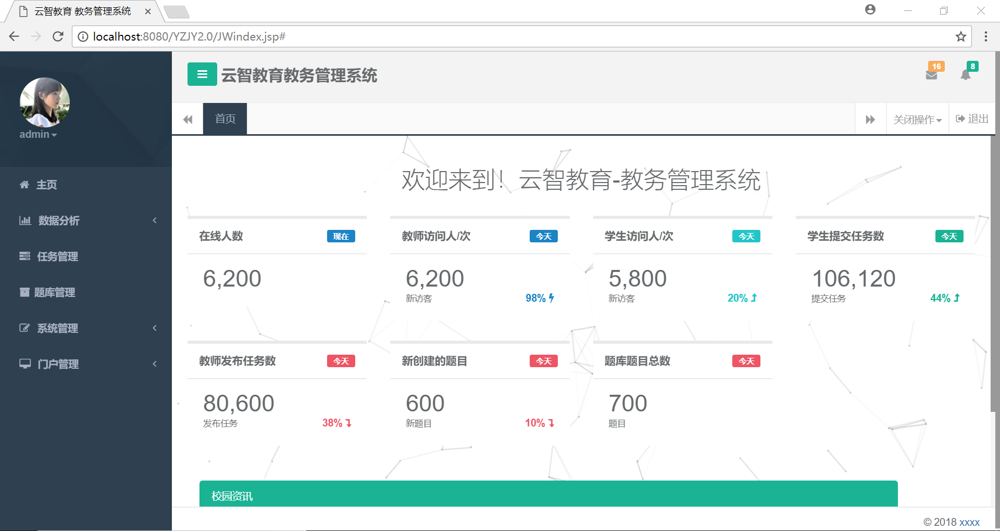 云智教育 教务管理系统
localhost:8080/YZJY2.0/JWindex.jsp#
云智教育教务管理系统
16
8
admin
首页
关闭操作
退出
主页
数据分析
任务管理
题库管理
系统管理
门户管理
欢迎来到！云智教育-教务管理系统
在线人数 现在
6,200
教师访问人/次 今天
6,200
新访客 98%
学生访问人/次 今天
5,800
新访客 20%
学生提交任务数 今天
106,120
提交任务 44%
教师发布任务数 今天
80,600
发布任务 38%
新创建的题目 今天
600
新题目 10%
题库题目总数 今天
700
题目
校园资讯
© 2018 xxxx